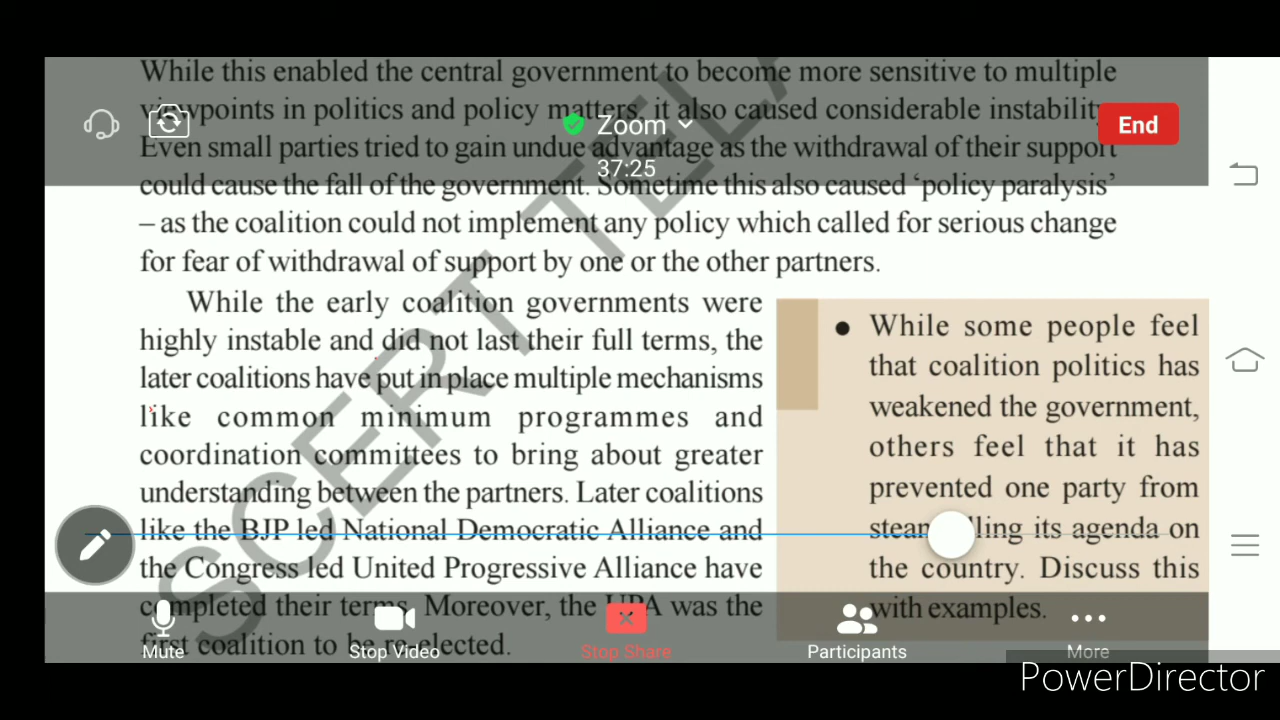 While this enabled the central government to become more sensitive to multiple
viewpoints in politics and policy matters, it also caused considerable instability.
Zoom
End
Even small parties tried to gain undue advantage as the withdrawal of their support
37:25
could cause the fall of the government. Sometime this also caused ‘policy paralysis’
– as the coalition could not implement any policy which called for serious change
for fear of withdrawal of support by one or the other partners.
While the early coalition governments were
highly instable and did not last their full terms, the
later coalitions have put in place multiple mechanisms
like common minimum programmes and
coordination committees to bring about greater
understanding between the partners. Later coalitions
like the BJP led National Democratic Alliance and
the Congress led United Progressive Alliance have
completed their terms. Moreover, the UPA was the
first coalition to be re-elected.
● While some people feel
that coalition politics has
weakened the government,
others feel that it has
prevented one party from
its agenda on
the country. Discuss this
with examples.
SCERT TELA
Mute
Stop Video
Stop Share
Participants
More
PowerDirector